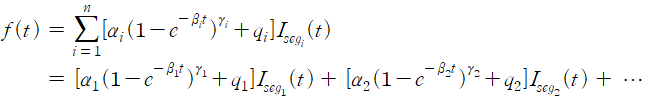 f(t) = \sum_{i=1}^{n} [α_i (1-e^{-β_i t})^{γ_i} + q_i] I_{seg_i}(t)
= [α_1 (1-e^{-β_1 t})^{γ_1} + q_1] I_{seg_1}(t) + [α_2 (1-e^{-β_2 t})^{γ_2} + q_2] I_{seg_2}(t) + ⋯